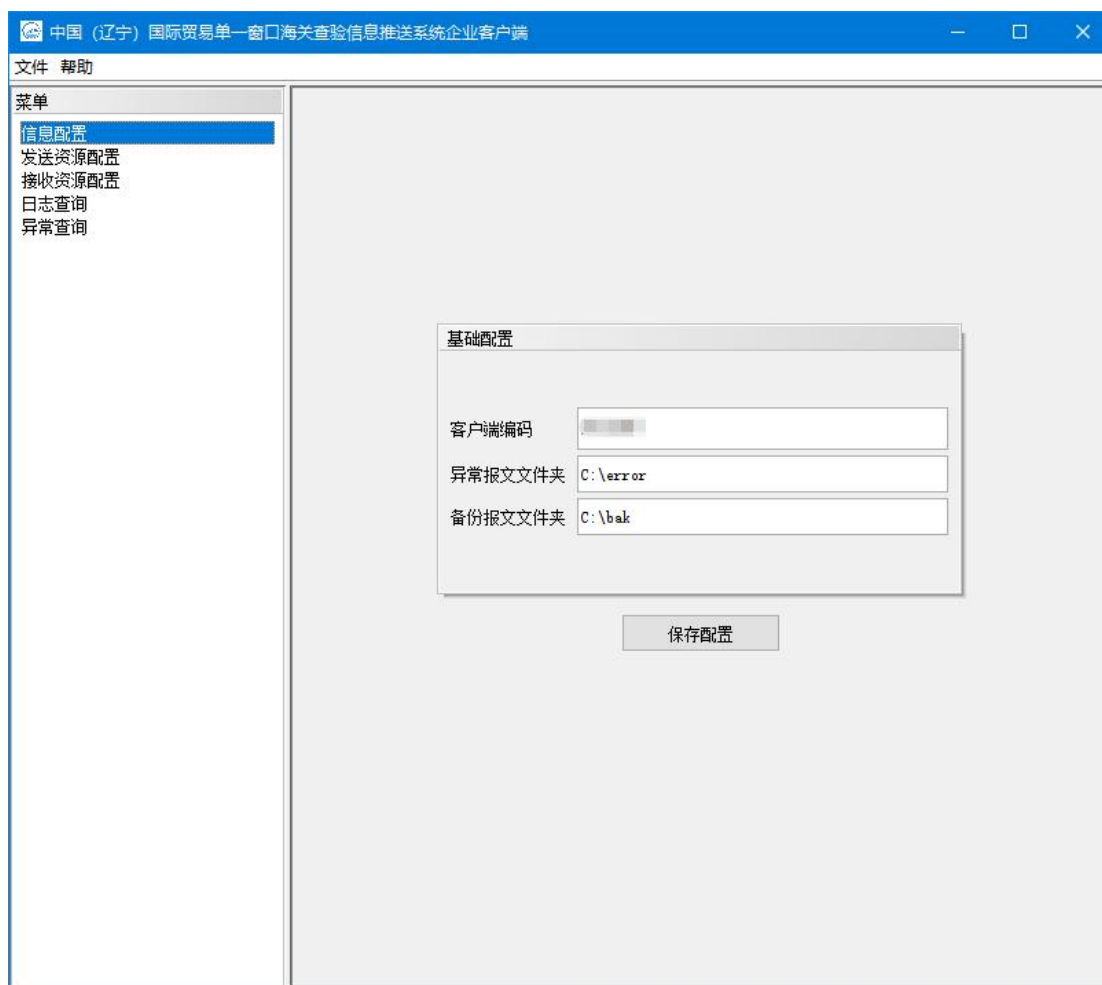 中国（辽宁）国际贸易单一窗口海关查验信息推送系统企业客户端
文件 帮助
菜单
信息配置
发送资源配置
接收资源配置
日志查询
异常查询
基础配置
客户端编码
异常报文文件夹 C:\error
备份报文文件夹 C:\bak
保存配置